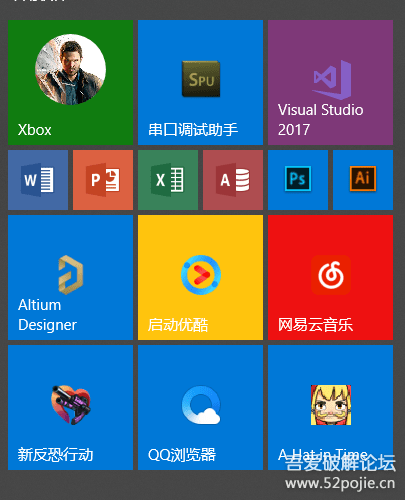 Xbox
SPU
串口调试助手
Visual Studio
2017
W
P
X
A
Ps
Ai
Altium
Designer
启动优酷
网易云音乐
新反恐行动
QQ浏览器
A Hat in Time
吾爱破解论坛
www.52pojie.cn